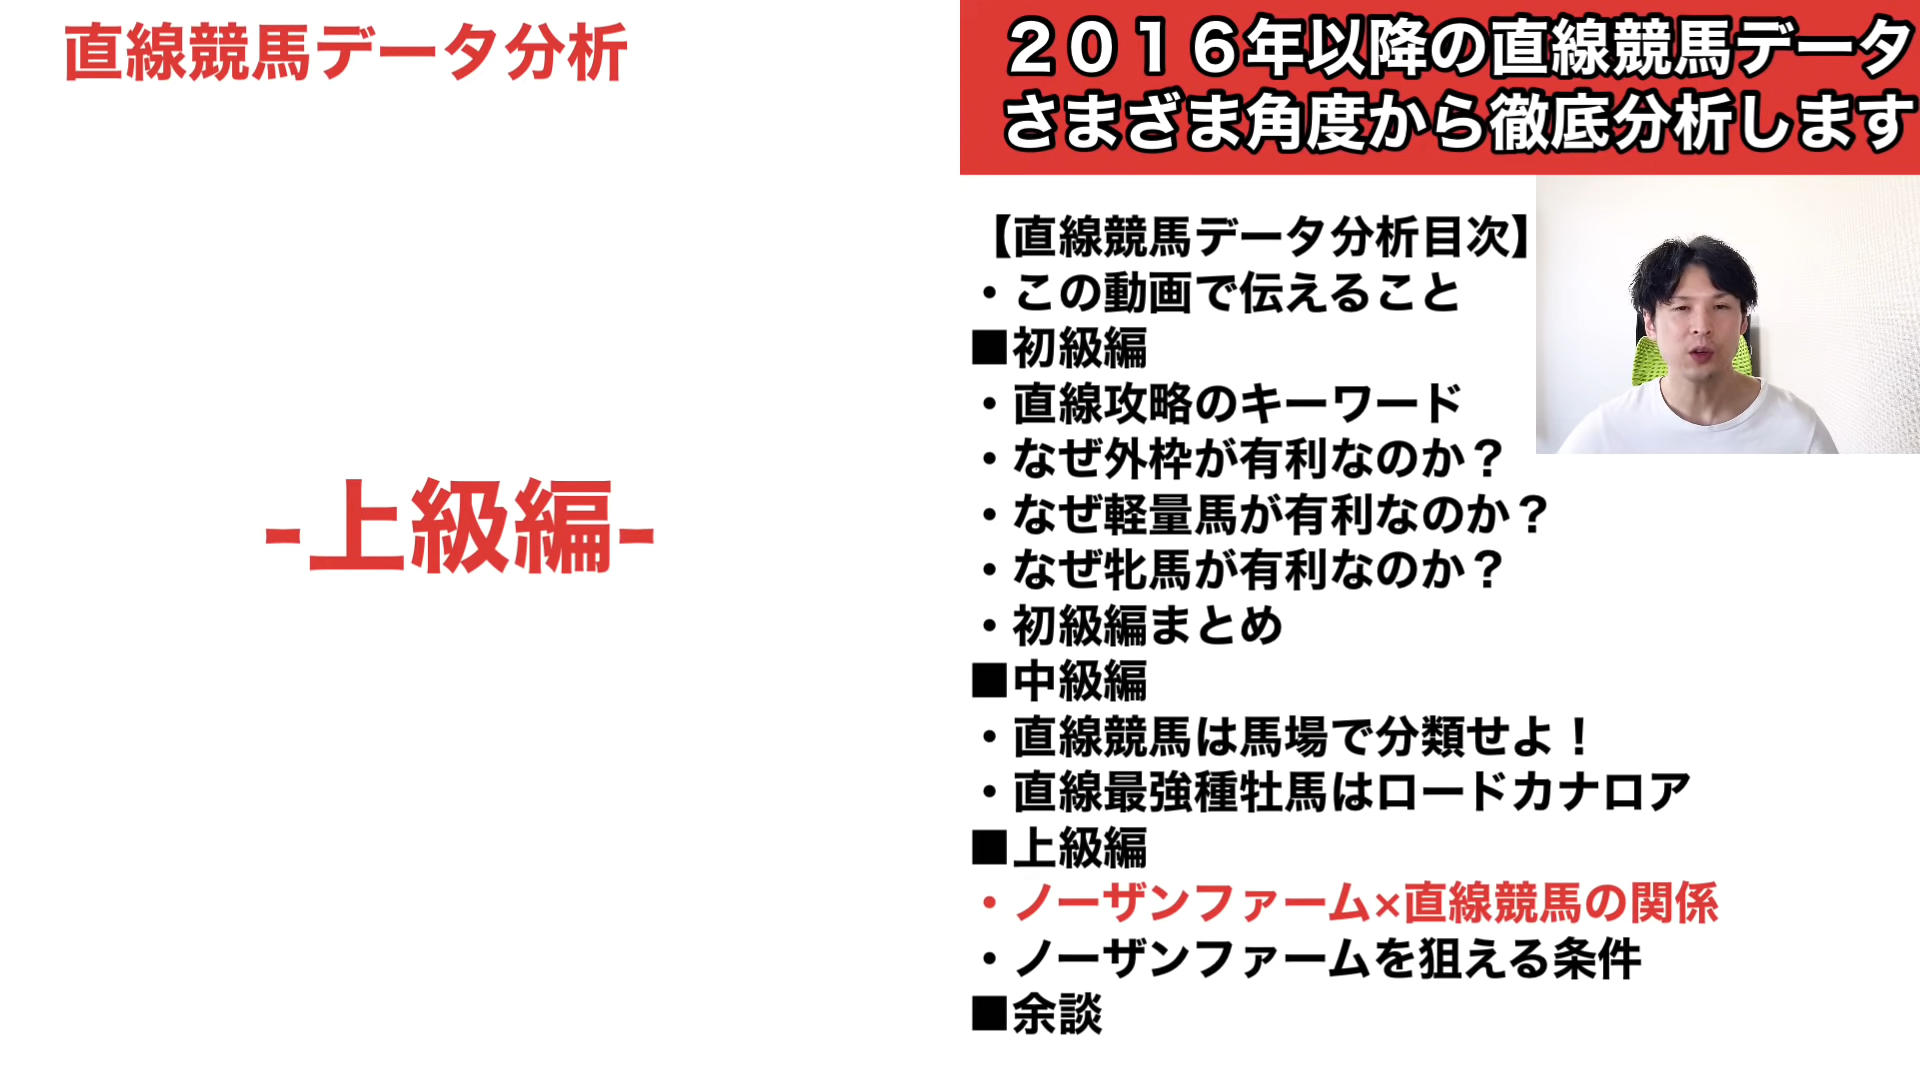 直線競馬データ分析
-上級編-
２０１６年以降の直線競馬データ
さまざま角度から徹底分析します
【直線競馬データ分析目次】
・この動画で伝えること
■初級編
・直線攻略のキーワード
・なぜ外枠が有利なのか？
・なぜ軽量馬が有利なのか？
・なぜ牝馬が有利なのか？
・初級編まとめ
■中級編
・直線競馬は馬場で分類せよ！
・直線最強種牡馬はロードカナロア
■上級編
・ノーザンファーム×直線競馬の関係
・ノーザンファームを狙える条件
■余談